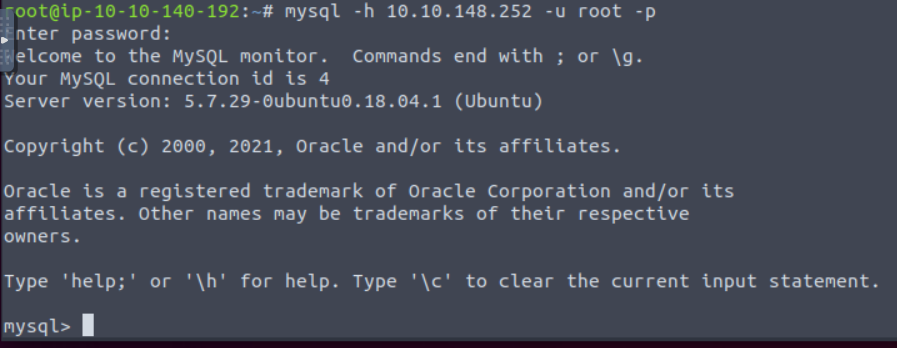 root@ip-10-10-140-192:~# mysql -h 10.10.148.252 -u root -p
Enter password:
Welcome to the MySQL monitor.  Commands end with ; or \g.
Your MySQL connection id is 4
Server version: 5.7.29-0ubuntu0.18.04.1 (Ubuntu)
Copyright (c) 2000, 2021, Oracle and/or its affiliates.
Oracle is a registered trademark of Oracle Corporation and/or its
affiliates. Other names may be trademarks of their respective
owners.
Type 'help;' or '\h' for help. Type '\c' to clear the current input statement.
mysql>